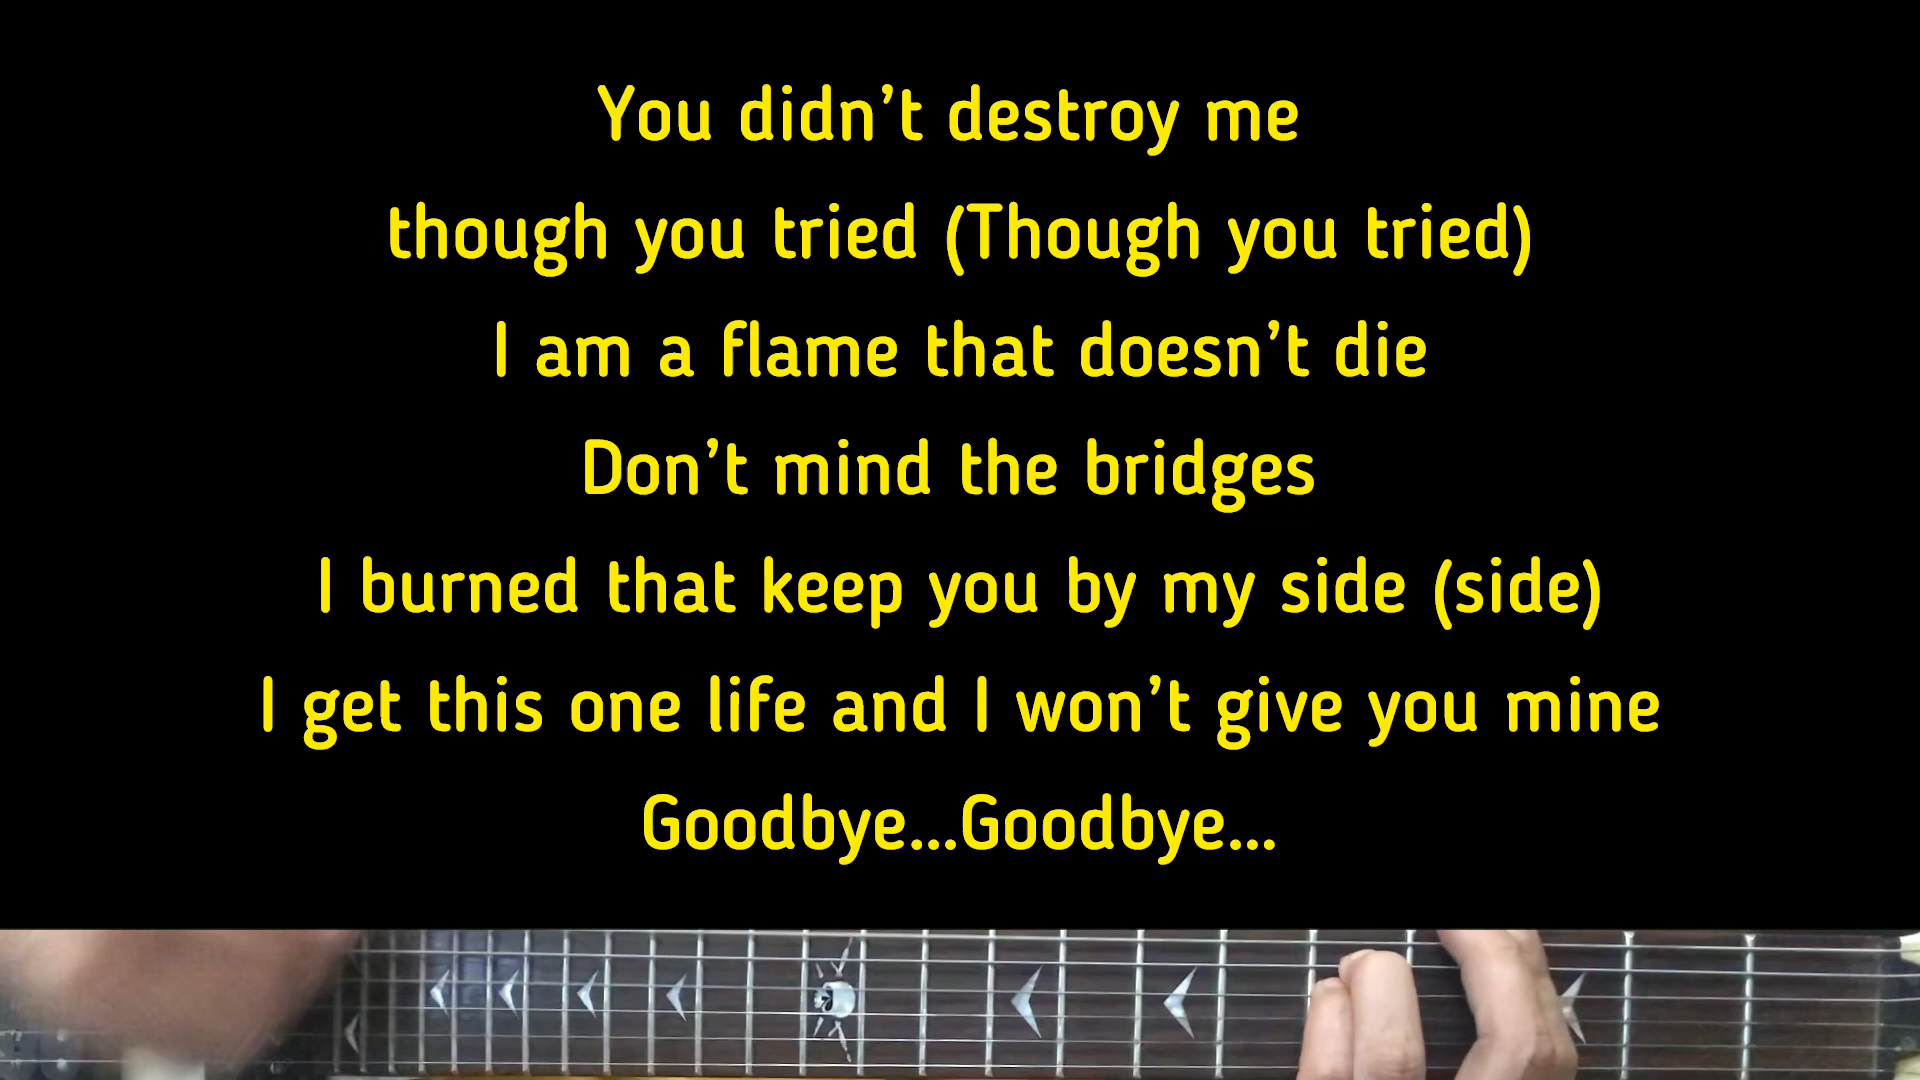 You didn’t destroy me
though you tried (Though you tried)
I am a flame that doesn’t die
Don’t mind the bridges
I burned that keep you by my side (side)
I get this one life and I won’t give you mine
Goodbye...Goodbye...